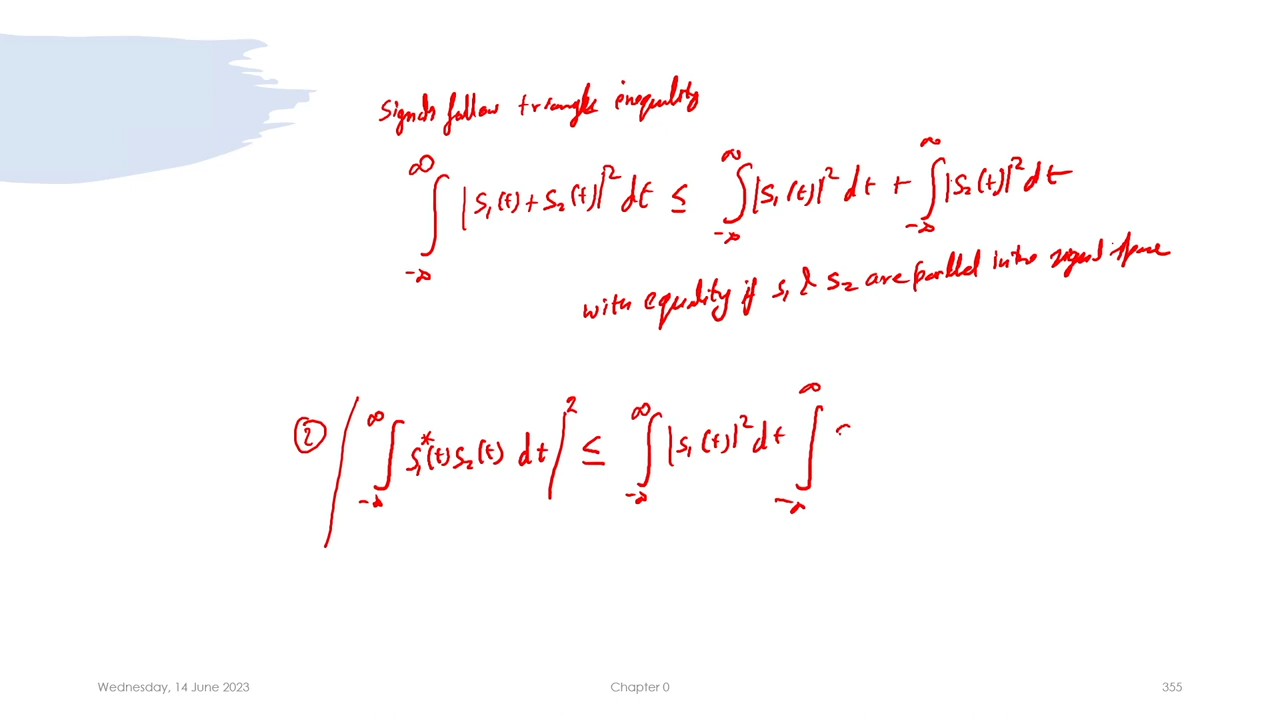 signals follow triangle inequality
∞ ∫ -∞ |S₁(t) + S₂(t)|² dt ≤ ∞ ∫ -∞ |S₁(t)|² dt + ∞ ∫ -∞ |S₂(t)|² dt
with equality if S₁ & S₂ are parallel in the signal space
② | ∞ ∫ -∞ S₁*(t) S₂(t) dt |² ≤ ∞ ∫ -∞ |S₁(t)|² dt ∞ ∫ -∞
Wednesday, 14 June 2023
Chapter 0
355